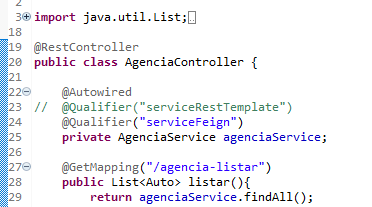 3 import java.util.List;
18
19 @RestController
20 public class AgenciaController {
21
22 @Autowired
23 // @Qualifier("serviceRestTemplate")
24 @Qualifier("serviceFeign")
25 private AgenciaService agenciaService;
26
27 @GetMapping("/agencia-listar")
28 public List<Auto> listar(){
29 return agenciaService.findAll();